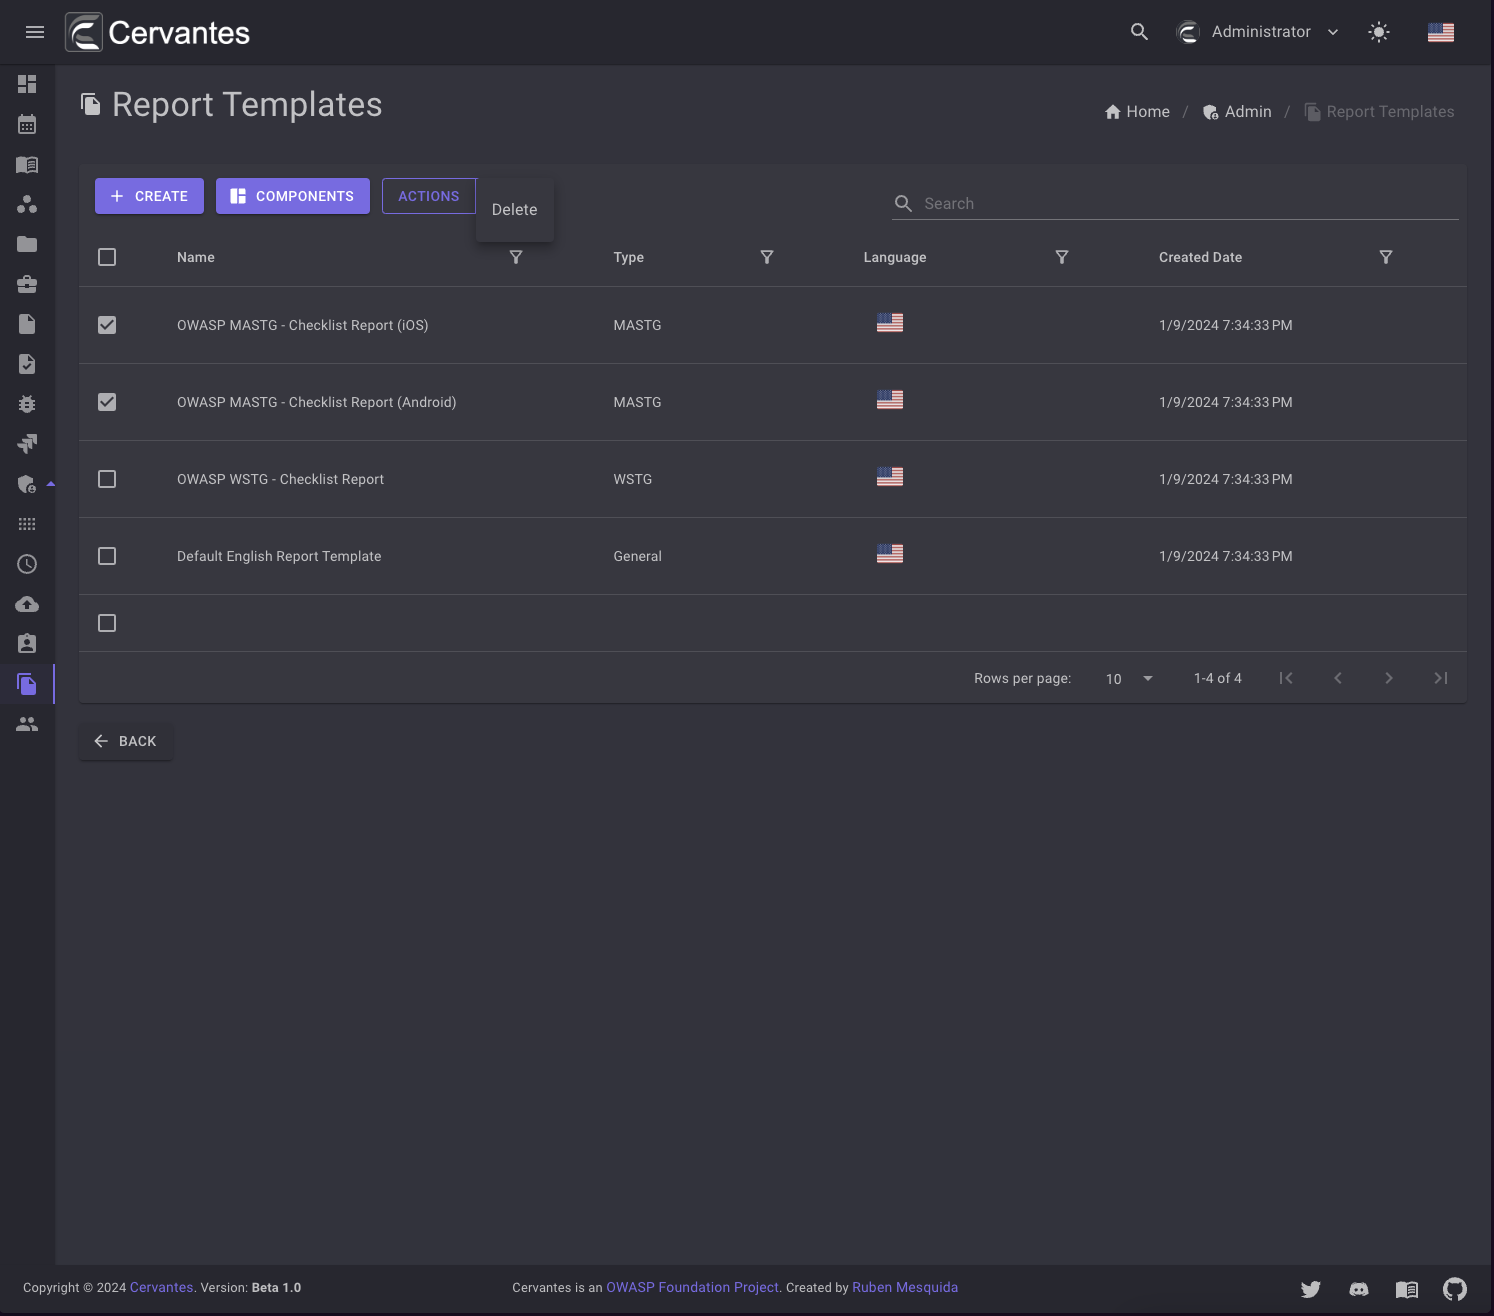 Cervantes
Administrator
Report Templates
Home / Admin / Report Templates
CREATE COMPONENTS ACTIONS Delete
Search
Name Type Language Created Date
OWASP MASTG - Checklist Report (iOS) MASTG 1/9/2024 7:34:33 PM
OWASP MASTG - Checklist Report (Android) MASTG 1/9/2024 7:34:33 PM
OWASP WSTG - Checklist Report WSTG 1/9/2024 7:34:33 PM
Default English Report Template General 1/9/2024 7:34:33 PM
Rows per page: 10 1-4 of 4
BACK
Copyright © 2024 Cervantes. Version: Beta 1.0 Cervantes is an OWASP Foundation Project. Created by Ruben Mesquida